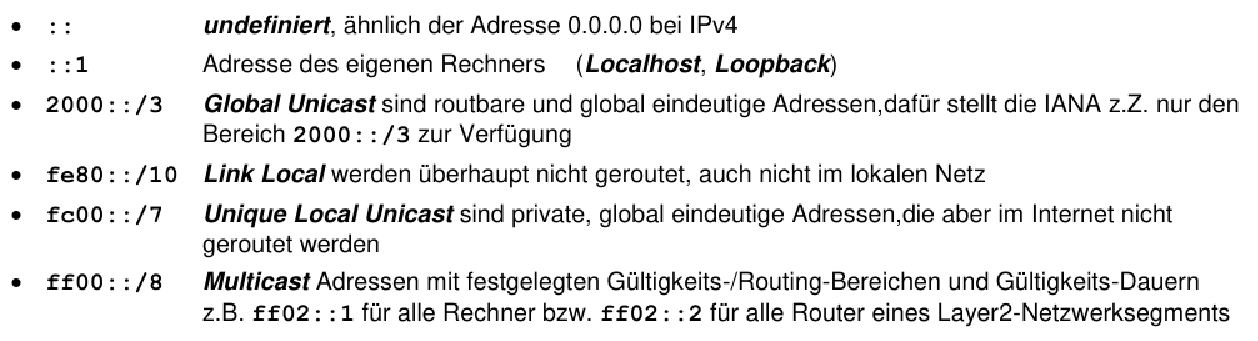 • :: undefiniert, ähnlich der Adresse 0.0.0.0 bei IPv4
• ::1 Adresse des eigenen Rechners (Localhost, Loopback)
• 2000::/3 Global Unicast sind routbare und global eindeutige Adressen,dafür stellt die IANA z.Z. nur den
Bereich 2000::/3 zur Verfügung
• fe80::/10 Link Local werden überhaupt nicht geroutet, auch nicht im lokalen Netz
• fc00::/7 Unique Local Unicast sind private, global eindeutige Adressen,die aber im Internet nicht
geroutet werden
• ff00::/8 Multicast Adressen mit festgelegten Gültigkeits-/Routing-Bereichen und Gültigkeits-Dauern
z.B. ff02::1 für alle Rechner bzw. ff02::2 für alle Router eines Layer2-Netzwerksegments